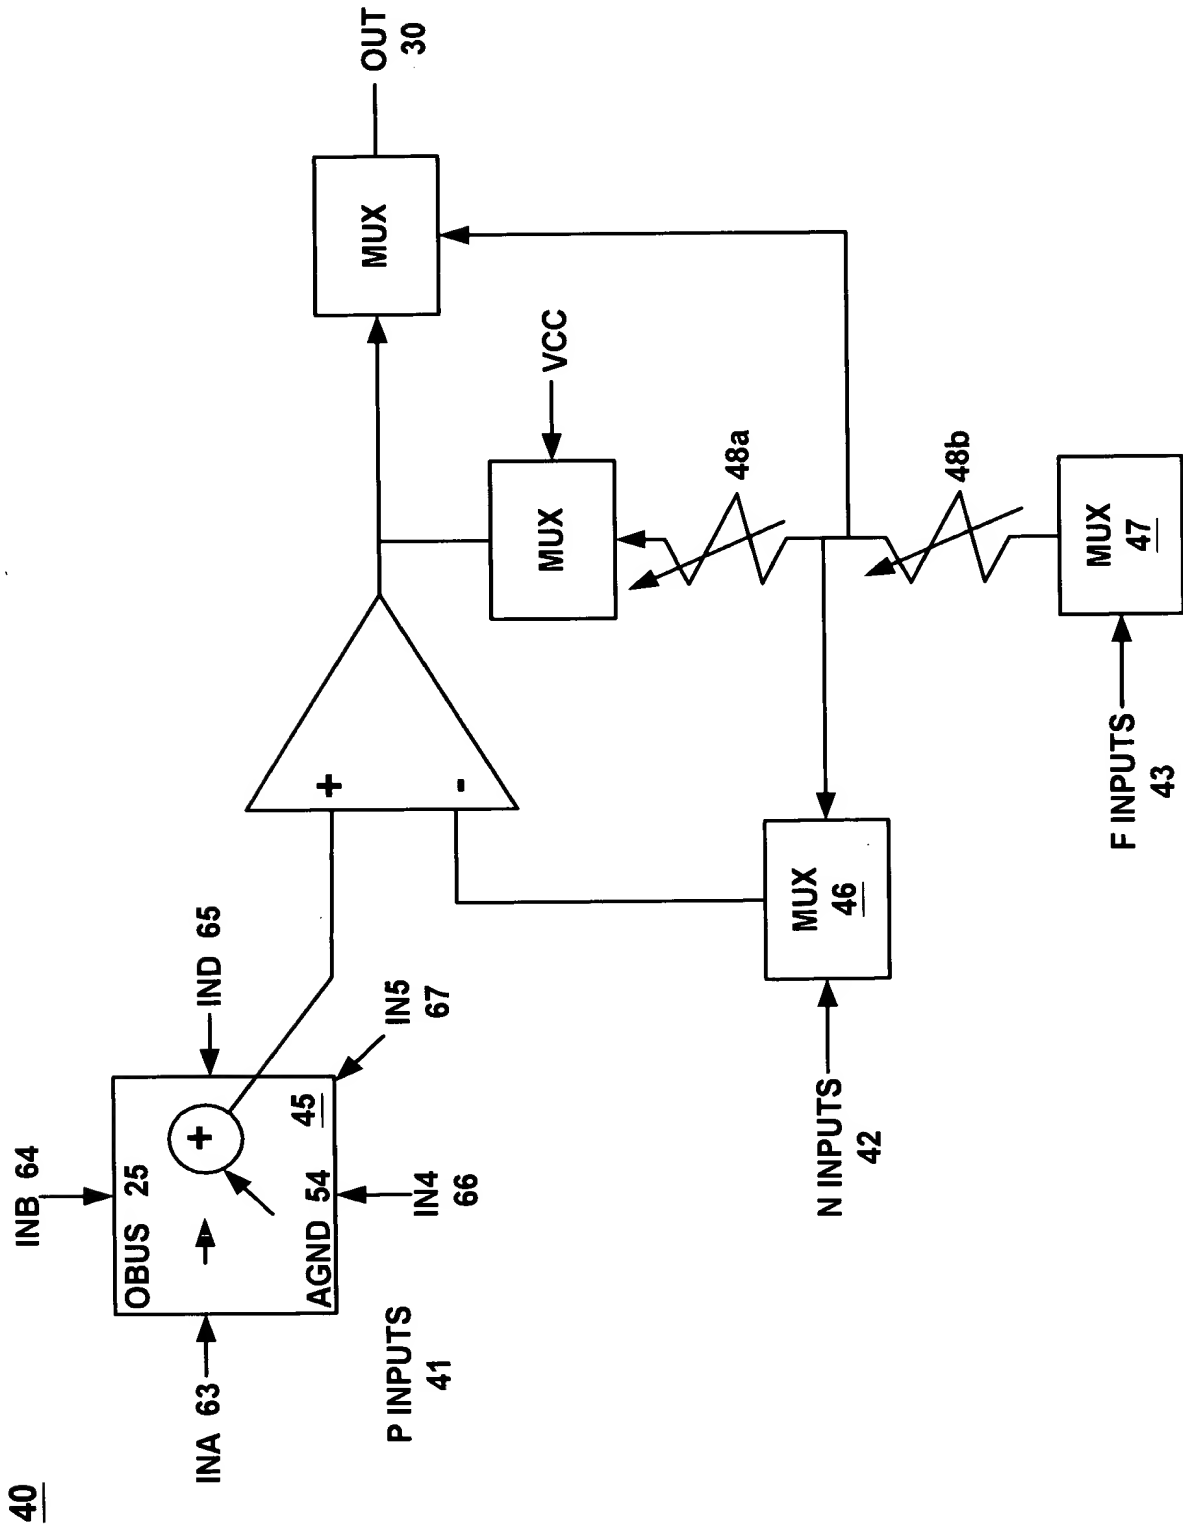 40
INA 63
INB 64
OBUS 25
+
AGND 54
45
IND 65
IN4
66
IN5
67
P INPUTS
41
+
-
MUX
OUT
30
MUX
VCC
48a
48b
MUX
46
N INPUTS
42
MUX
47
F INPUTS
43